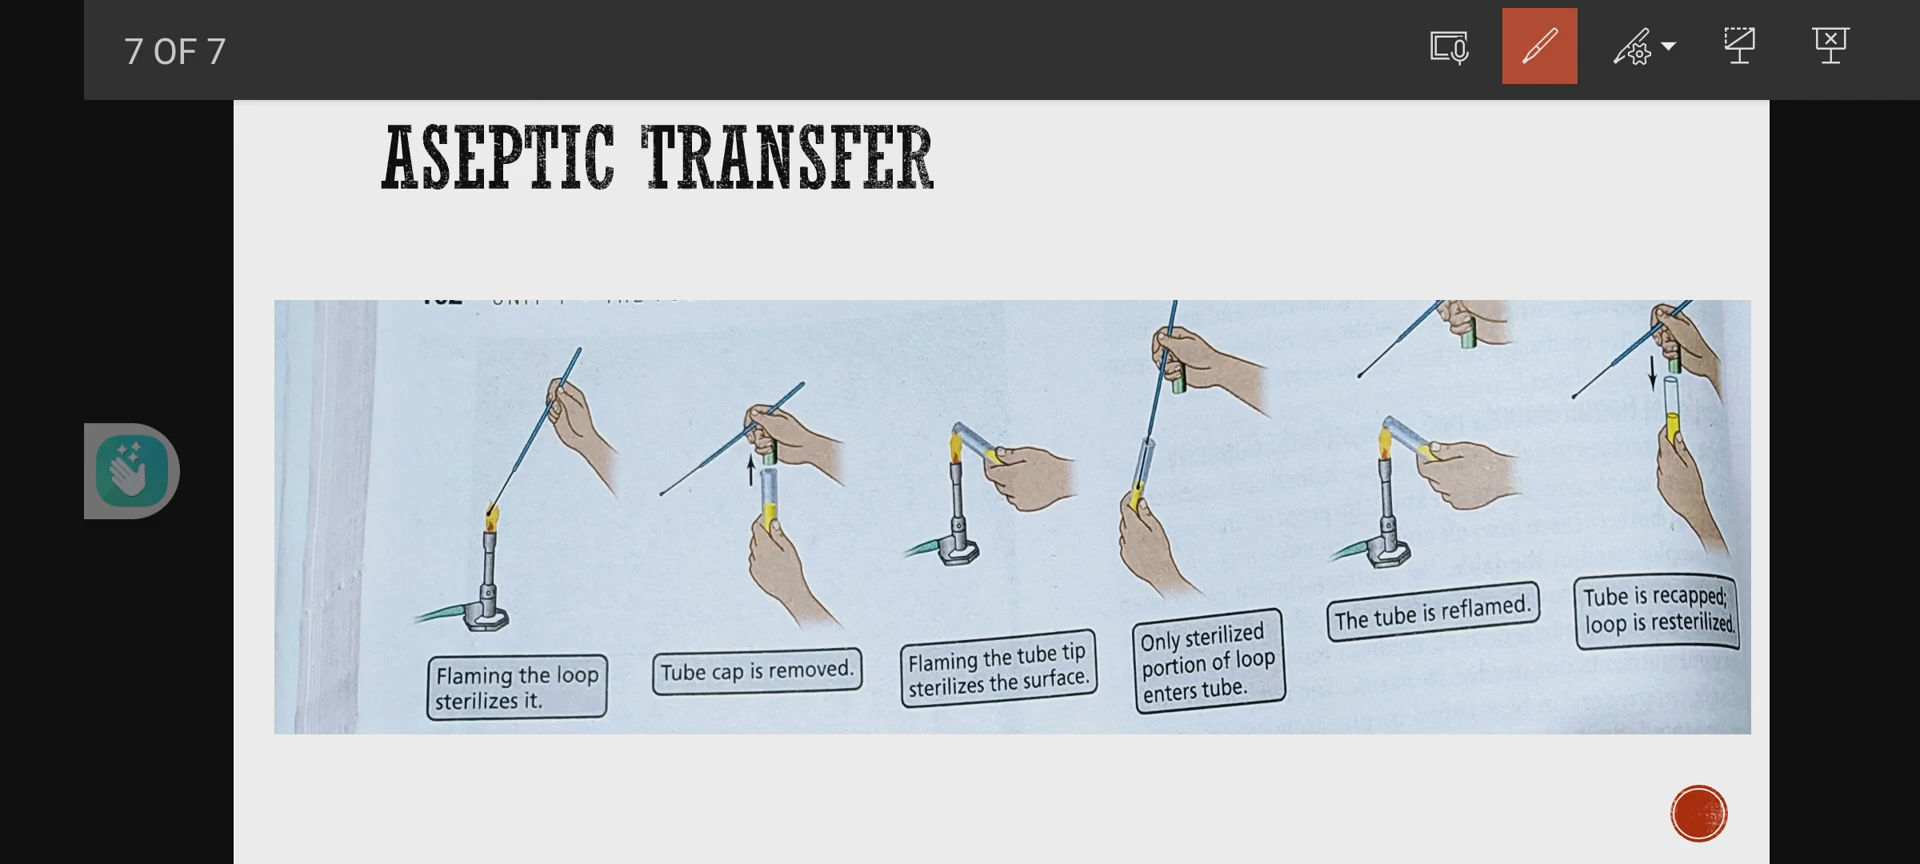 7 OF 7
ASEPTIC TRANSFER
Flaming the loop
sterilizes it.
Tube cap is removed.
Flaming the tube tip
sterilizes the surface.
Only sterilized
portion of loop
enters tube.
The tube is reflamed.
Tube is recapped;
loop is resterilized.